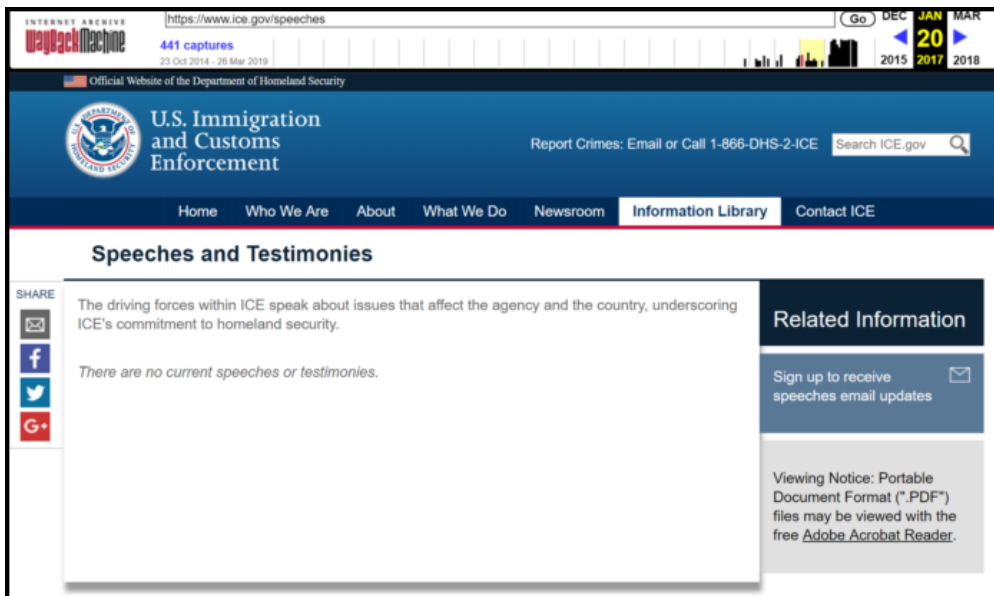 INTERNET ARCHIVE
WayBackMachine
https://www.ice.gov/speeches
Go
DEC JAN MAR
441 captures
20
23 Oct 2014 - 26 Mar 2019
2015 2017 2018
Official Website of the Department of Homeland Security
U.S. Immigration
and Customs
Enforcement
Report Crimes: Email or Call 1-866-DHS-2-ICE
Search ICE.gov
Home Who We Are About What We Do Newsroom Information Library Contact ICE
Speeches and Testimonies
SHARE
The driving forces within ICE speak about issues that affect the agency and the country, underscoring
ICE's commitment to homeland security.
There are no current speeches or testimonies.
Related Information
Sign up to receive
speeches email updates
Viewing Notice: Portable
Document Format (".PDF")
files may be viewed with the
free Adobe Acrobat Reader.
f
G+